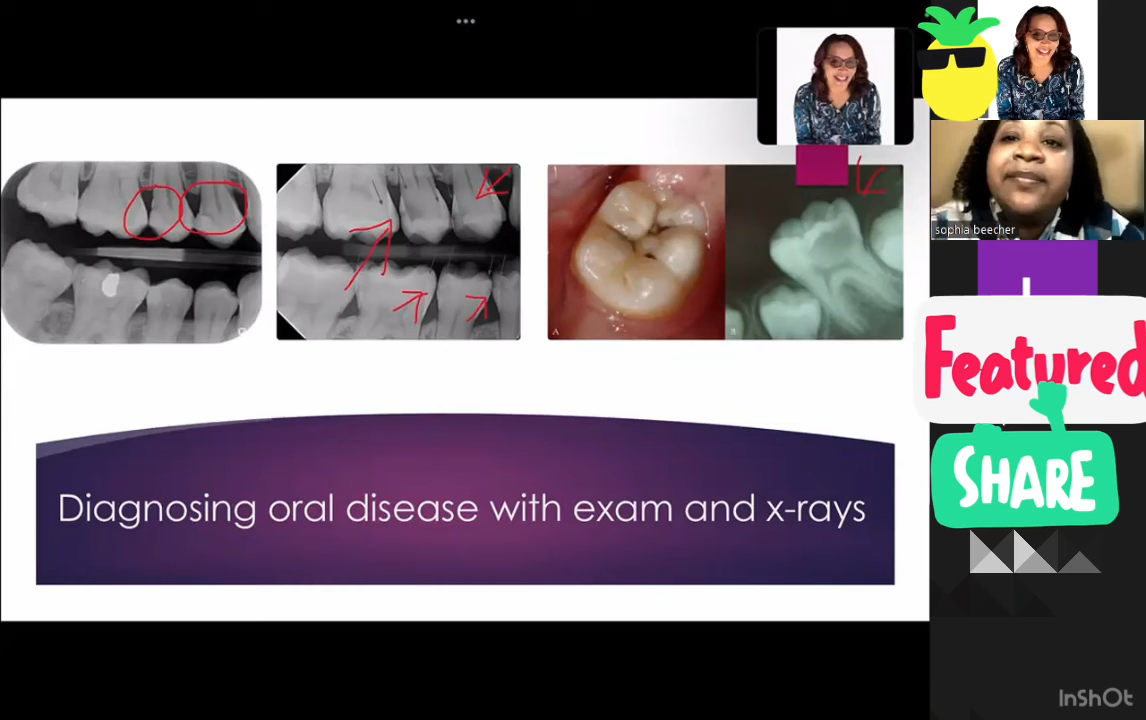 sophia beecher
A
B
Featured
SHARE
Diagnosing oral disease with exam and x-rays
InShOt